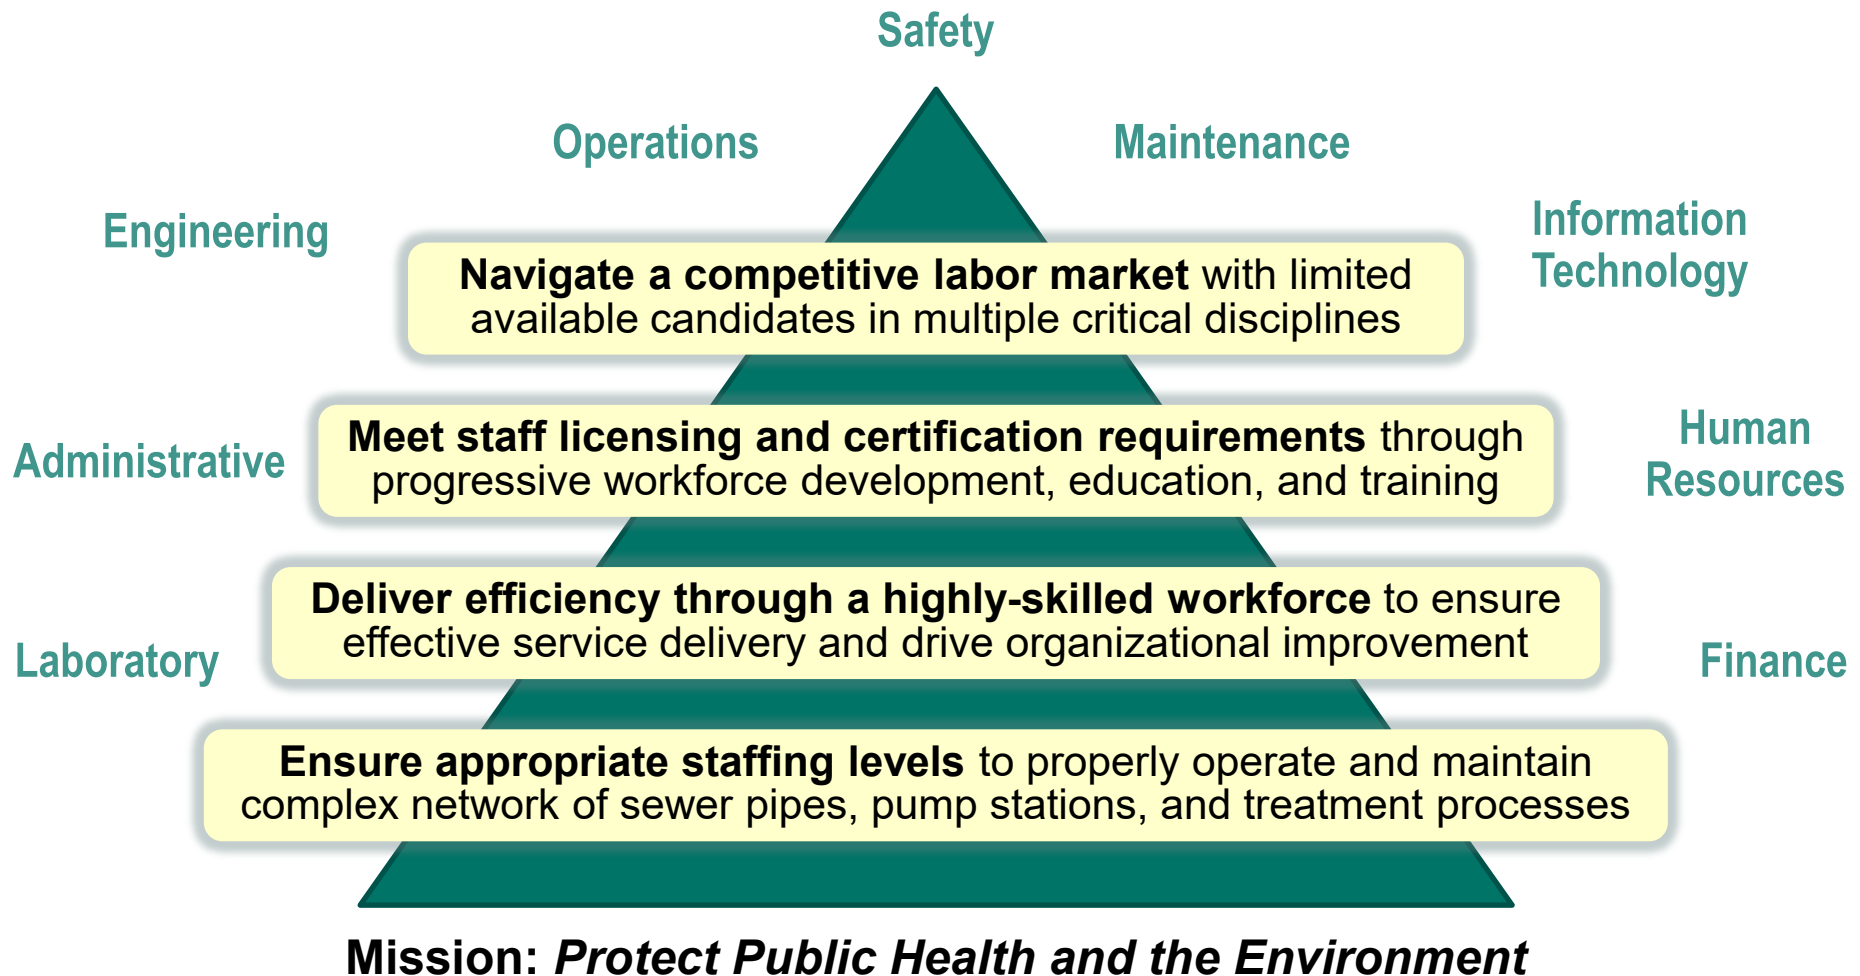 Safety
Operations
Maintenance
Engineering
Information
Technology
Navigate a competitive labor market with limited
available candidates in multiple critical disciplines
Administrative
Meet staff licensing and certification requirements through
progressive workforce development, education, and training
Human
Resources
Laboratory
Deliver efficiency through a highly-skilled workforce to ensure
effective service delivery and drive organizational improvement
Finance
Ensure appropriate staffing levels to properly operate and maintain
complex network of sewer pipes, pump stations, and treatment processes
Mission: Protect Public Health and the Environment